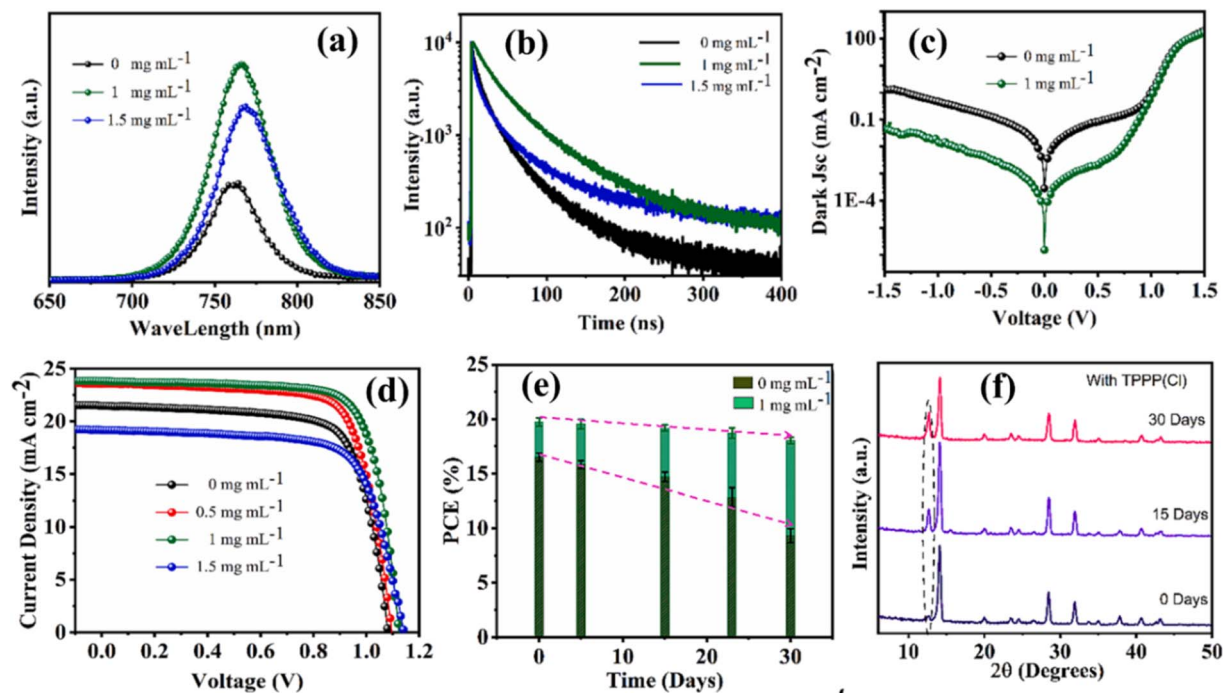 (a)
0 mg mL-1
1 mg mL-1
1.5 mg mL-1
Intensity (a.u.)
650 700 750 800 850
WaveLength (nm)
(b)
0 mg mL-1
1 mg mL-1
1.5 mg mL-1
Intensity (a.u.)
10^4
10^3
10^2
0 100 200 300 400
Time (ns)
(c)
0 mg mL-1
1 mg mL-1
Dark Jsc (mA cm-2)
100
0.1
1E-4
-1.5 -1.0 -0.5 0.0 0.5 1.0 1.5
Voltage (V)
(d)
0 mg mL-1
0.5 mg mL-1
1 mg mL-1
1.5 mg mL-1
Current Density (mA cm-2)
25
20
15
10
5
0
0.0 0.2 0.4 0.6 0.8 1.0 1.2
Voltage (V)
(e)
0 mg mL-1
1 mg mL-1
PCE (%)
25
20
15
10
5
0
0 10 20 30
Time (Days)
(f)
With TPPP(Cl)
30 Days
15 Days
0 Days
Intensity (a.u.)
10 20 30 40 50
2θ (Degrees)